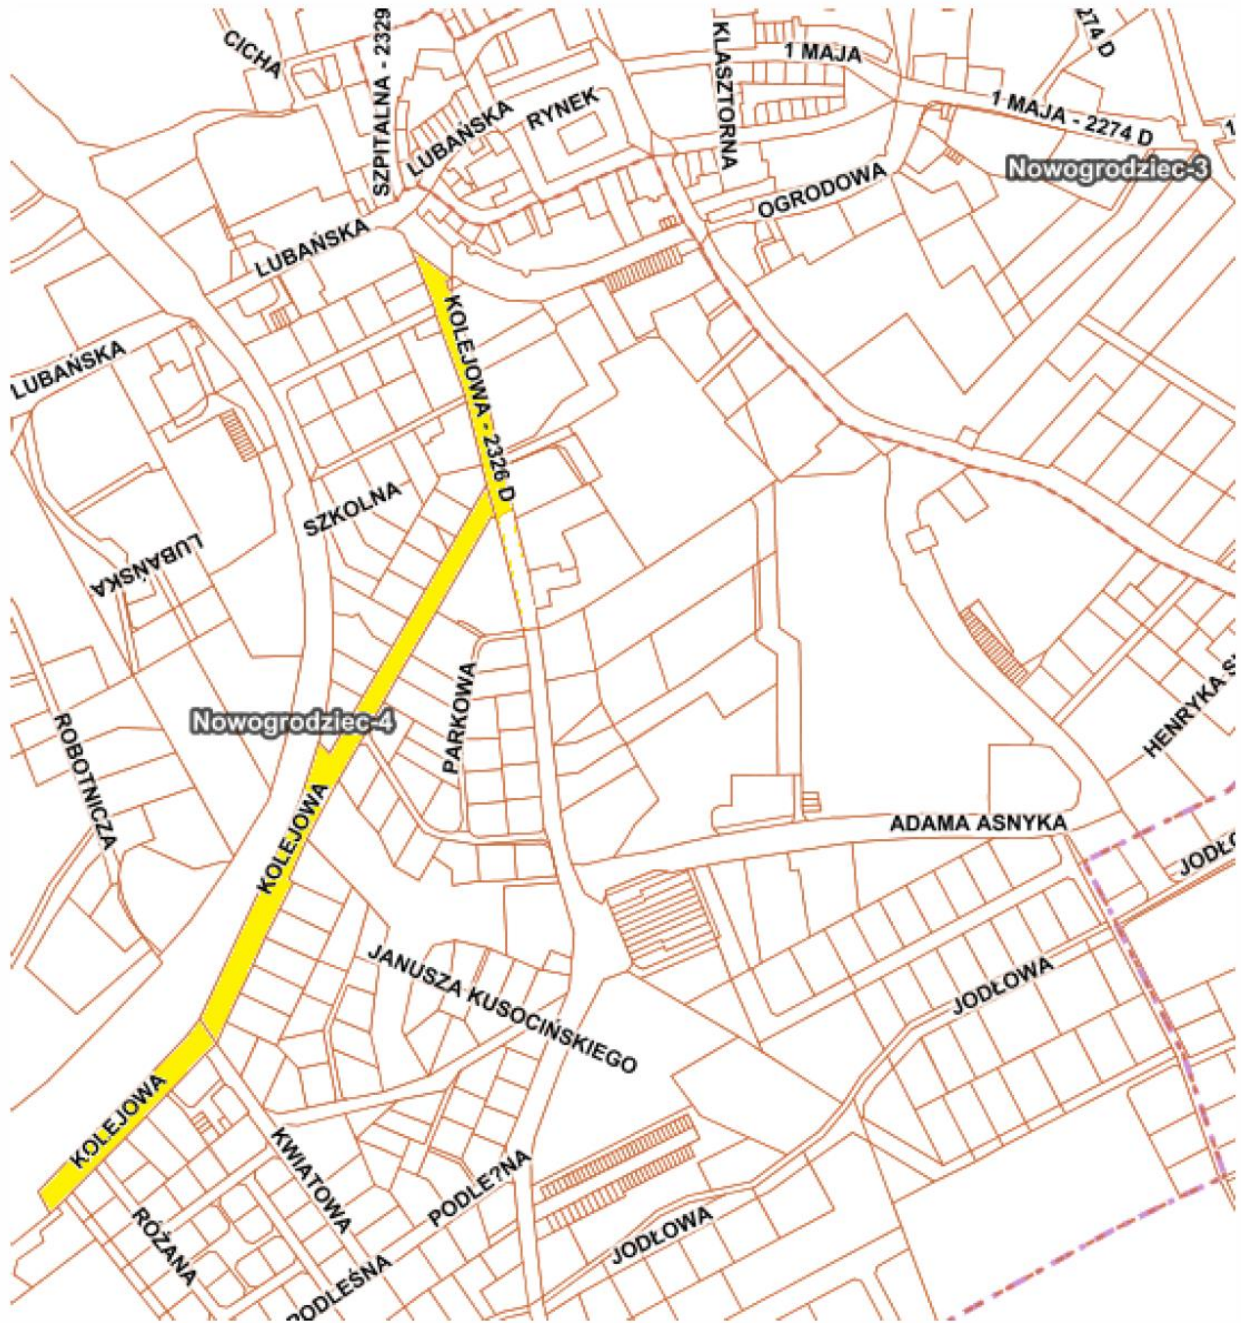 CICHA
SZPITALNA - 2329
LUBAŃSKA
RYNEK
KLASZTORNA
1 MAJA
274 D
1 MAJA - 2274 D
Nowogrodziec-3
OGRODOWA
LUBAŃSKA
LUBAŃSKA
KOLEJOWA - 2326 D
SZKOLNA
LUBAŃSKA
ROBOTNICZA
Nowogrodziec-4
PARKOWA
HENRYKA
KOLEJOWA
ADAMA ASNYKA
JANUSZA KUSOCIŃSKIEGO
JODŁOWA
KOLEJOWA
KWIATOWA
PODLE?NA
RÓŻANA
JODŁOWA
PODLEŚNA